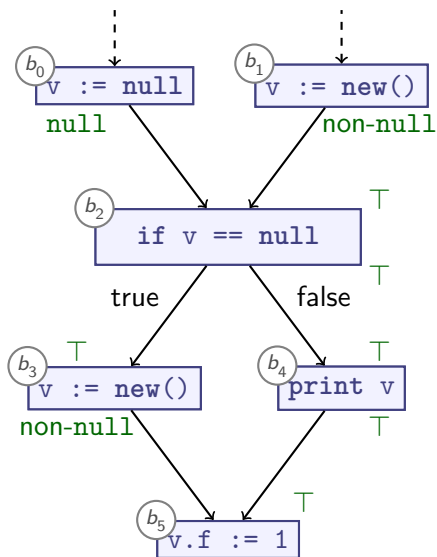 b0
v := null
b1
v := new()
null
non-null
b2
⊤
if v == null
⊤
true
false
⊤
⊤
b3
v := new()
b4
print v
non-null
⊤
⊤
b5
v.f := 1